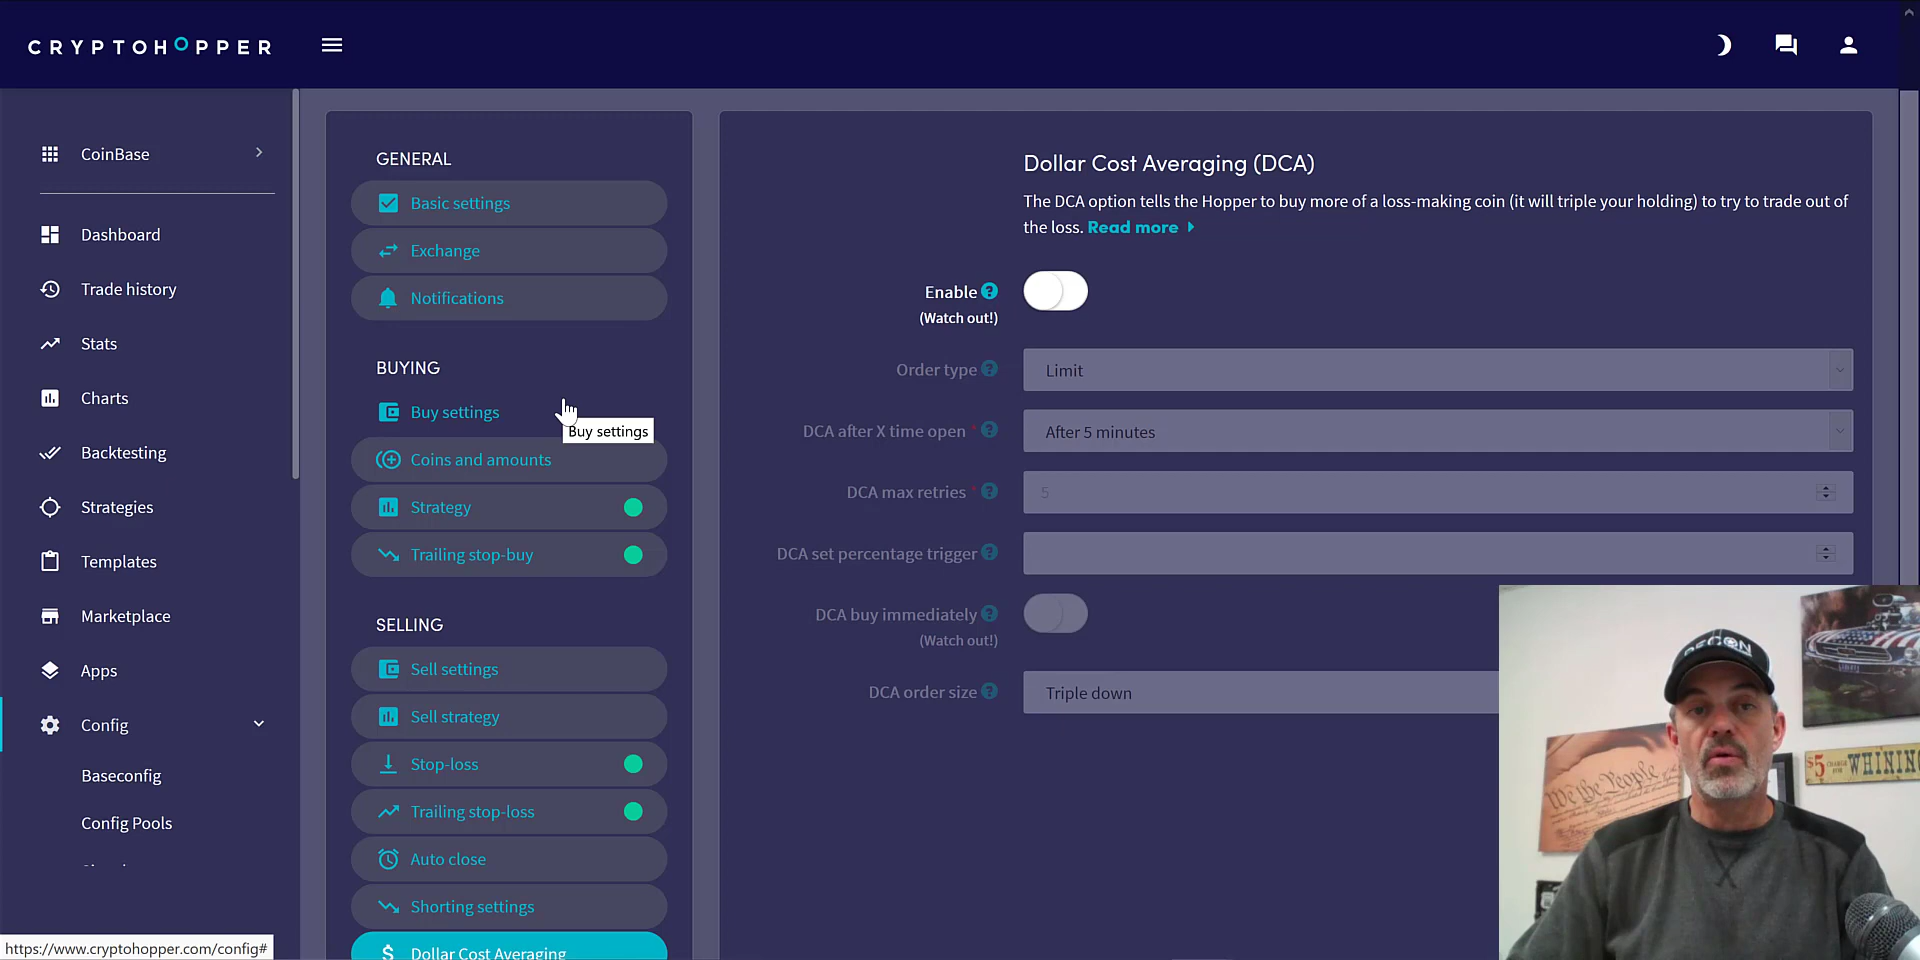 CRYPTOHOPPER
CoinBase
Dashboard
Trade history
Stats
Charts
Backtesting
Strategies
Templates
Marketplace
Apps
Config
Baseconfig
Config Pools
https://www.cryptohopper.com/config#
GENERAL
Basic settings
Exchange
Notifications
BUYING
Buy settings
Buy settings
Coins and amounts
Strategy
Trailing stop-buy
SELLING
Sell settings
Sell strategy
Stop-loss
Trailing stop-loss
Auto close
Shorting settings
$ Dollar Cost Averaging
Dollar Cost Averaging (DCA)
The DCA option tells the Hopper to buy more of a loss-making coin (it will triple your holding) to try to trade out of
the loss. Read more
Enable ?
(Watch out!)
Order type ? Limit
DCA after X time open * ? After 5 minutes
DCA max retries * ? 5
DCA set percentage trigger ?
DCA buy immediately ?
(Watch out!)
DCA order size ? Triple down
We the People
$5 WHINING